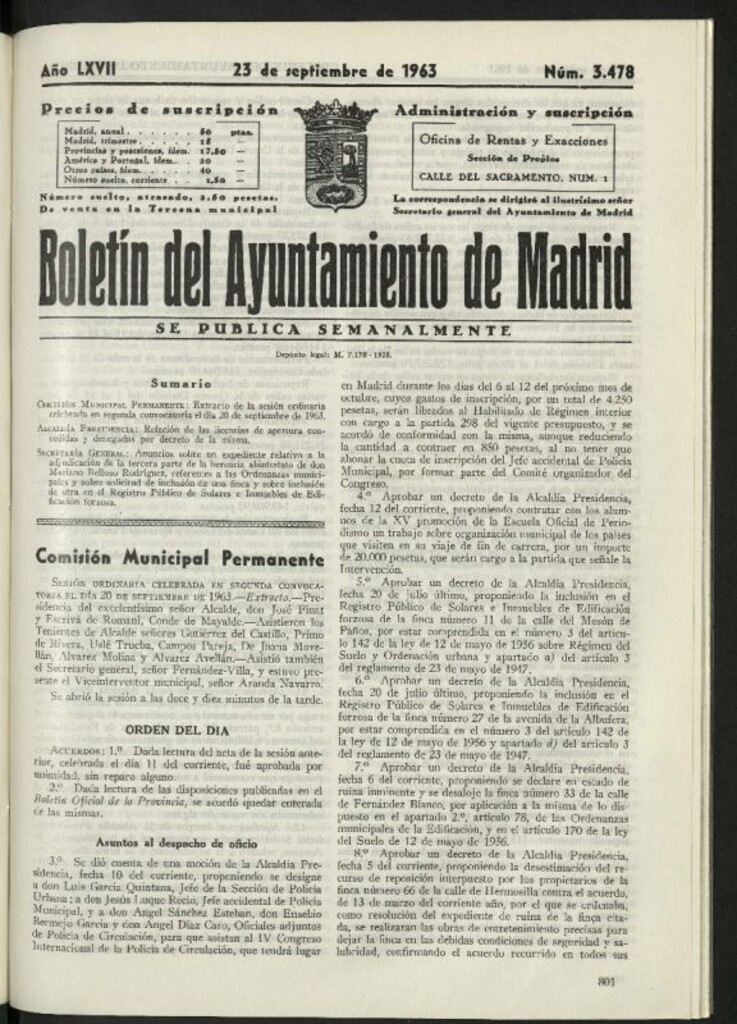 Año LXVII
23 de septiembre de 1963
Núm. 3.478
Precios de suscripción
Madrid, anual . . . . . . 60 ptas.
Madrid, trimestre . . . . 15 —
Provincias y posesiones, ídem. 17,50 —
América y Portugal, ídem. . 20 —
Otros países, ídem. . . . . 40 —
Número suelto, corriente . . 1,50 —
Número suelto, atrasado, 2,50 pesetas.
De venta en la Tercena municipal
Administración y suscripción
Oficina de Rentas y Exacciones
Sección de Propios
CALLE DEL SACRAMENTO, NUM. 1
La correspondencia se dirigirá al ilustrísimo señor
Secretario general del Ayuntamiento de Madrid
Boletín del Ayuntamiento de Madrid
SE PUBLICA SEMANALMENTE
Depósito legal: M. 7.178 - 1958.
Sumario
COMISIÓN MUNICIPAL PERMANENTE: Extracto de la sesión ordinaria
celebrada en segunda convocatoria el día 20 de septiembre de 1963.
ALCALDÍA PRESIDENCIA: Relación de las licencias de apertura con-
cedidas y denegadas por decreto de la misma.
SECRETARÍA GENERAL: Anuncios sobre un expediente relativo a la
adjudicación de la tercera parte de la herencia abintestato de don
Mariano Belloso Rodríguez, referentes a las Ordenanzas munici-
pales y sobre solicitud de inclusión de una finca y sobre inclusión
de otra en el Registro Público de Solares e Inmuebles de Edi-
ficación forzosa.
Comisión Municipal Permanente
SESIÓN ORDINARIA CELEBRADA EN SEGUNDA CONVOCA-
TORIA EL DÍA 20 DE SEPTIEMBRE DE 1963.—Extracto.—Pre-
sidencia del excelentísimo señor Alcalde, don José Finat
y Escrivá de Romaní, Conde de Mayalde.—Asistieron los
Tenientes de Alcalde señores Gutiérrez del Castillo, Primo
de Rivera, Uslé Trueba, Campos Pareja, De Juana Move-
llán, Alvarez Molina y Alvarez Avellán.—Asistió también
el Secretario general, señor Fernández-Villa, y estuvo pre-
sente el Viceinterventor municipal, señor Aranda Navarro.
Se abrió la sesión a las doce y diez minutos de la tarde.
ORDEN DEL DIA
ACUERDOS: 1.º Dada lectura del acta de la sesión ante-
rior, celebrada el día 11 del corriente, fué aprobada por
unimidad, sin reparo alguno.
2.º Dada lectura de las disposiciones publicadas en el
Boletín Oficial de la Provincia, se acordó quedar enterada
de las mismas.
Asuntos al despacho de oficio
3.º Se dió cuenta de una moción de la Alcaldía Pre-
sidencia, fecha 10 del corriente, proponiendo se designe
a don Luis García Quintana, Jefe de la Sección de Policía
Urbana; a don Jesús Luque Recio, Jefe accidental de Policía
Municipal, y a don Angel Sánchez Esteban, don Eusebio
Bermejo García y don Angel Díaz Caro, Oficiales adjuntos
de Policía de Circulación, para que asistan al IV Congreso
Internacional de la Policía de Circulación, que tendrá lugar
en Madrid durante los días del 6 al 12 del próximo mes de
octubre, cuyos gastos de inscripción, por un total de 4.250
pesetas, serán librados al Habilitado de Régimen interior
con cargo a la partida 298 del vigente presupuesto, y se
acordó de conformidad con la misma, aunque reduciendo
la cantidad a contraer en 850 pesetas, al no tener que
abonar la cuota de inscripción del Jefe accidental de Policía
Municipal, por formar parte del Comité organizador del
Congreso.
4.º Aprobar un decreto de la Alcaldía Presidencia,
fecha 12 del corriente, proponiendo contratar con los alum-
nos de la XV promoción de la Escuela Oficial de Perio-
dismo un trabajo sobre organización municipal de los países
que visiten en su viaje de fin de carrera, por un importe
de 20.000 pesetas, que serán cargo a la partida que señale la
Intervención.
5.º Aprobar un decreto de la Alcaldía Presidencia,
fecha 20 de julio último, proponiendo la inclusión en el
Registro Público de Solares e Inmuebles de Edificación
forzosa de la finca número 11 de la calle del Mesón de
Paños, por estar comprendida en el número 3 del artícu-
lo 142 de la ley de 12 de mayo de 1956 sobre Régimen del
Suelo y Ordenación urbana y apartado a) del artículo 3
del reglamento de 23 de mayo de 1947.
6.º Aprobar un decreto de la Alcaldía Presidencia,
fecha 20 de julio último, proponiendo la inclusión en el
Registro Público de Solares e Inmuebles de Edificación
forzosa de la finca número 27 de la avenida de la Albufera,
por estar comprendida en el número 3 del artículo 142 de
la ley de 12 de mayo de 1956 y apartado d) del artículo 3
del reglamento de 23 de mayo de 1947.
7.º Aprobar un decreto de la Alcaldía Presidencia,
fecha 6 del corriente, proponiendo se declare en estado de
ruina inminente y se desaloje la finca número 33 de la calle
de Fernández Blanco, por aplicación a la misma de lo dis-
puesto en el apartado 2.º, artículo 78, de las Ordenanzas
municipales de la Edificación, y en el artículo 170 de la ley
del Suelo de 12 de mayo de 1956.
8.º Aprobar un decreto de la Alcaldía Presidencia,
fecha 5 del corriente, proponiendo la desestimación del re-
curso de reposición interpuesto por los propietarios de la
finca número 66 de la calle de Hermosilla contra el acuerdo,
de 13 de marzo del corriente año, por el que se ordenaba,
como resolución del expediente de ruina de la finca cita-
da, se realizaran las obras de entretenimiento precisas para
dejar la finca en las debidas condiciones de seguridad y sa-
lubridad, confirmando el acuerdo recurrido en todos sus
801